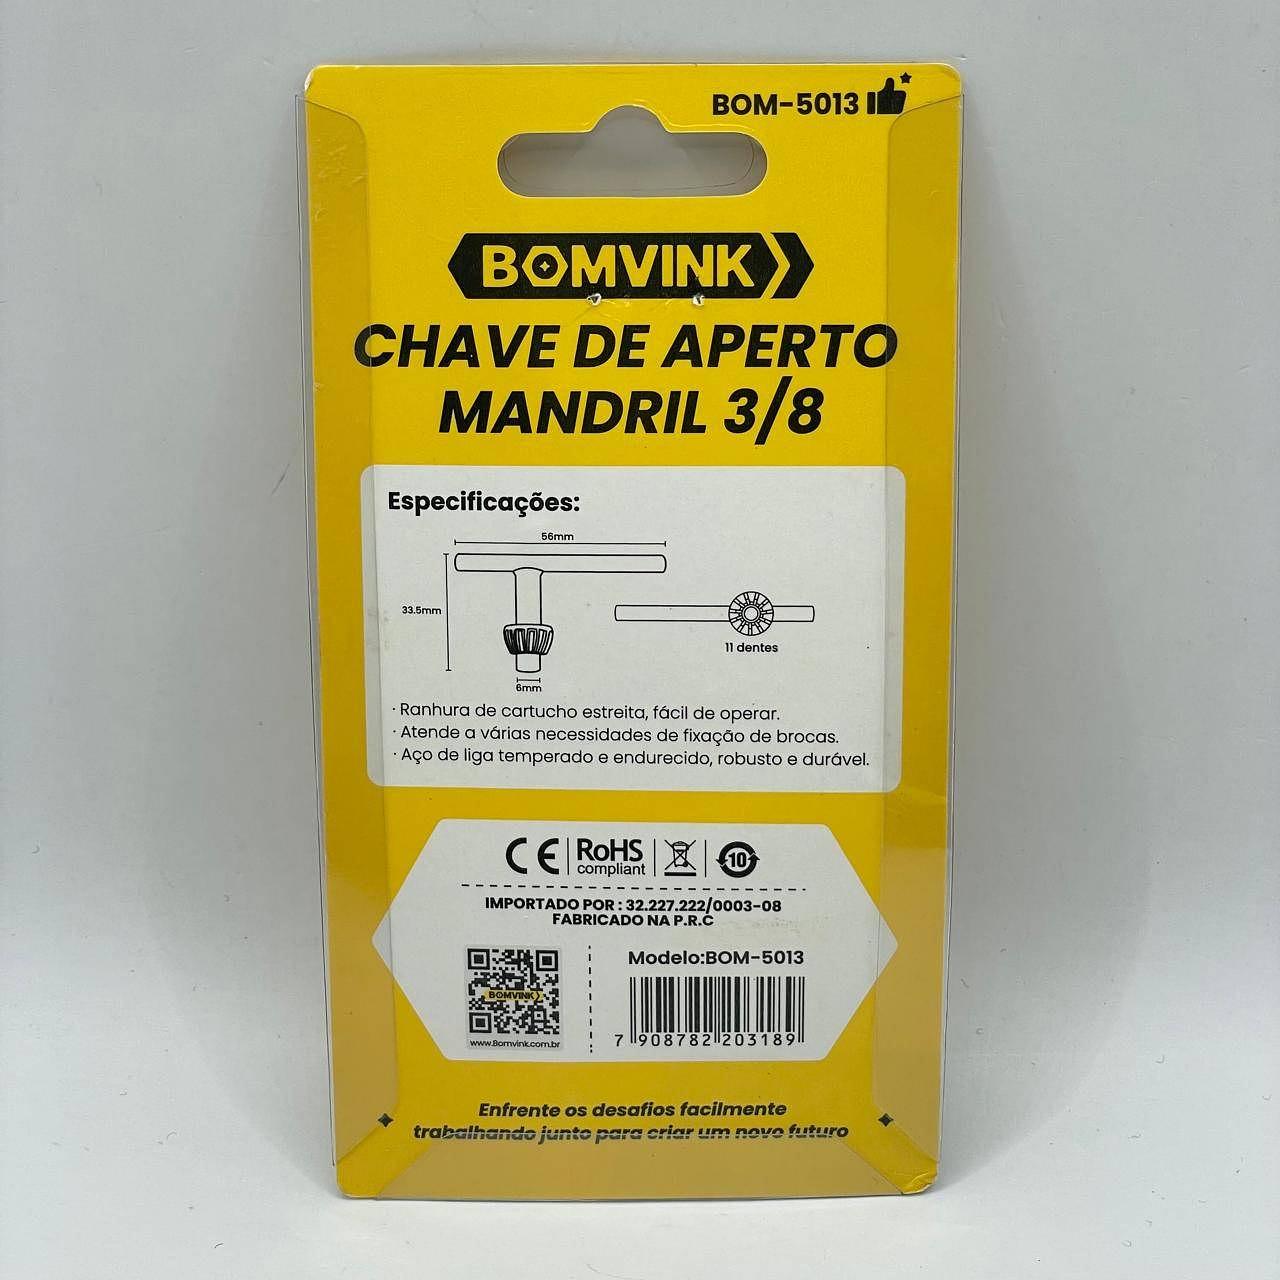 BOM-5013
BOMVINK
CHAVE DE APERTO
MANDRIL 3/8
Especificações:
56mm
33.5mm
11 dentes
6mm
· Ranhura de cartucho estreita, fácil de operar.
· Atende a várias necessidades de fixação de brocas.
· Aço de liga temperado e endurecido, robusto e durável.
CE RoHS compliant 10
IMPORTADO POR : 32.227.222/0003-08
FABRICADO NA P.R.C
Modelo:BOM-5013
BOMVINK
www.Bomvink.com.br
7 908782 203189
Enfrente os desafios facilmente
trabalhando junto para criar um novo futuro